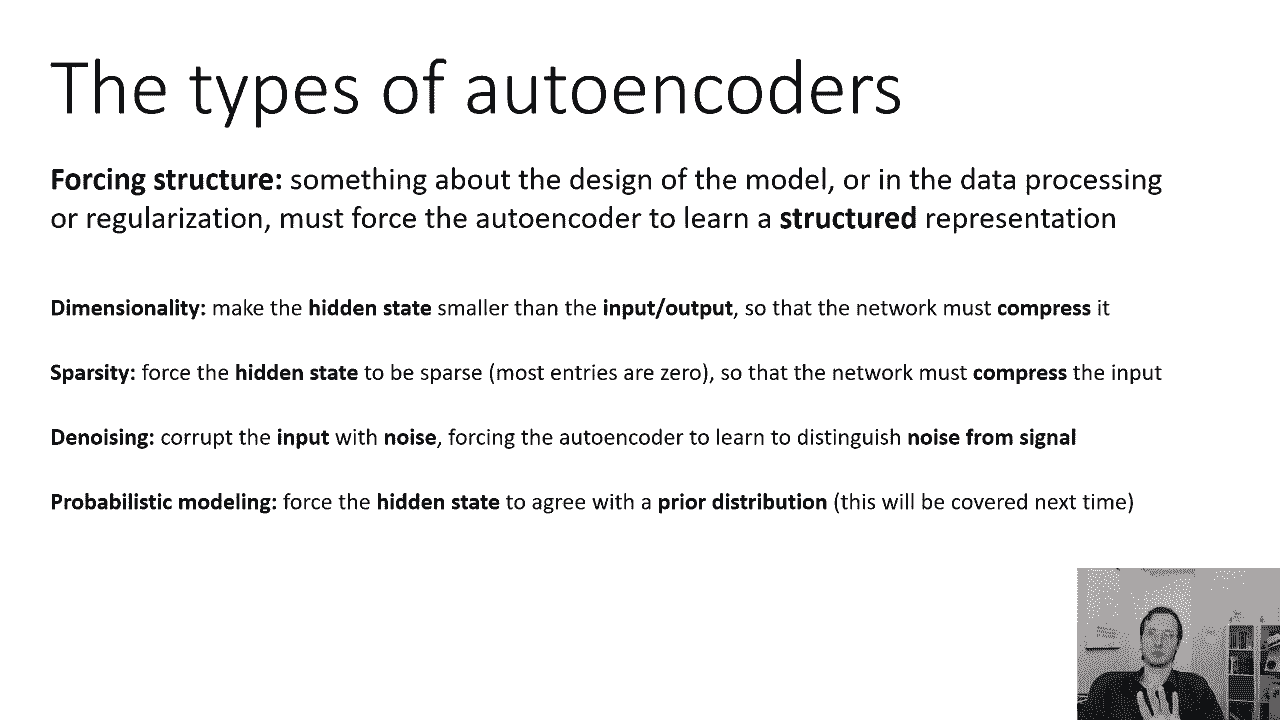 The types of autoencoders
Forcing structure: something about the design of the model, or in the data processing
or regularization, must force the autoencoder to learn a structured representation
Dimensionality: make the hidden state smaller than the input/output, so that the network must compress it
Sparsity: force the hidden state to be sparse (most entries are zero), so that the network must compress the input
Denoising: corrupt the input with noise, forcing the autoencoder to learn to distinguish noise from signal
Probabilistic modeling: force the hidden state to agree with a prior distribution (this will be covered next time)